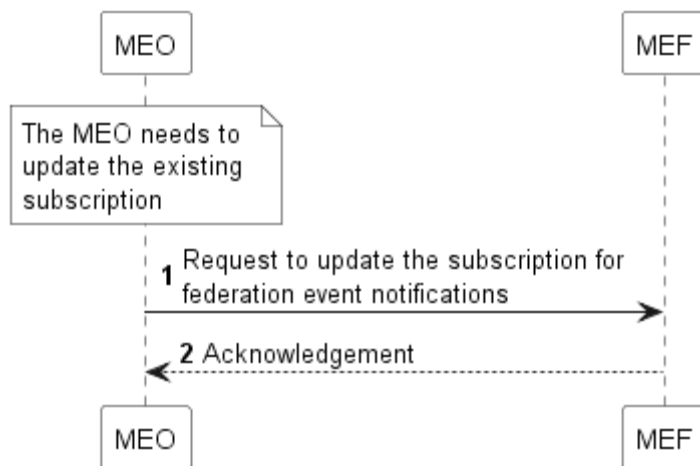 MEO
MEF
The MEO needs to
update the existing
subscription
1 Request to update the subscription for
federation event notifications
2 Acknowledgement
MEO
MEF